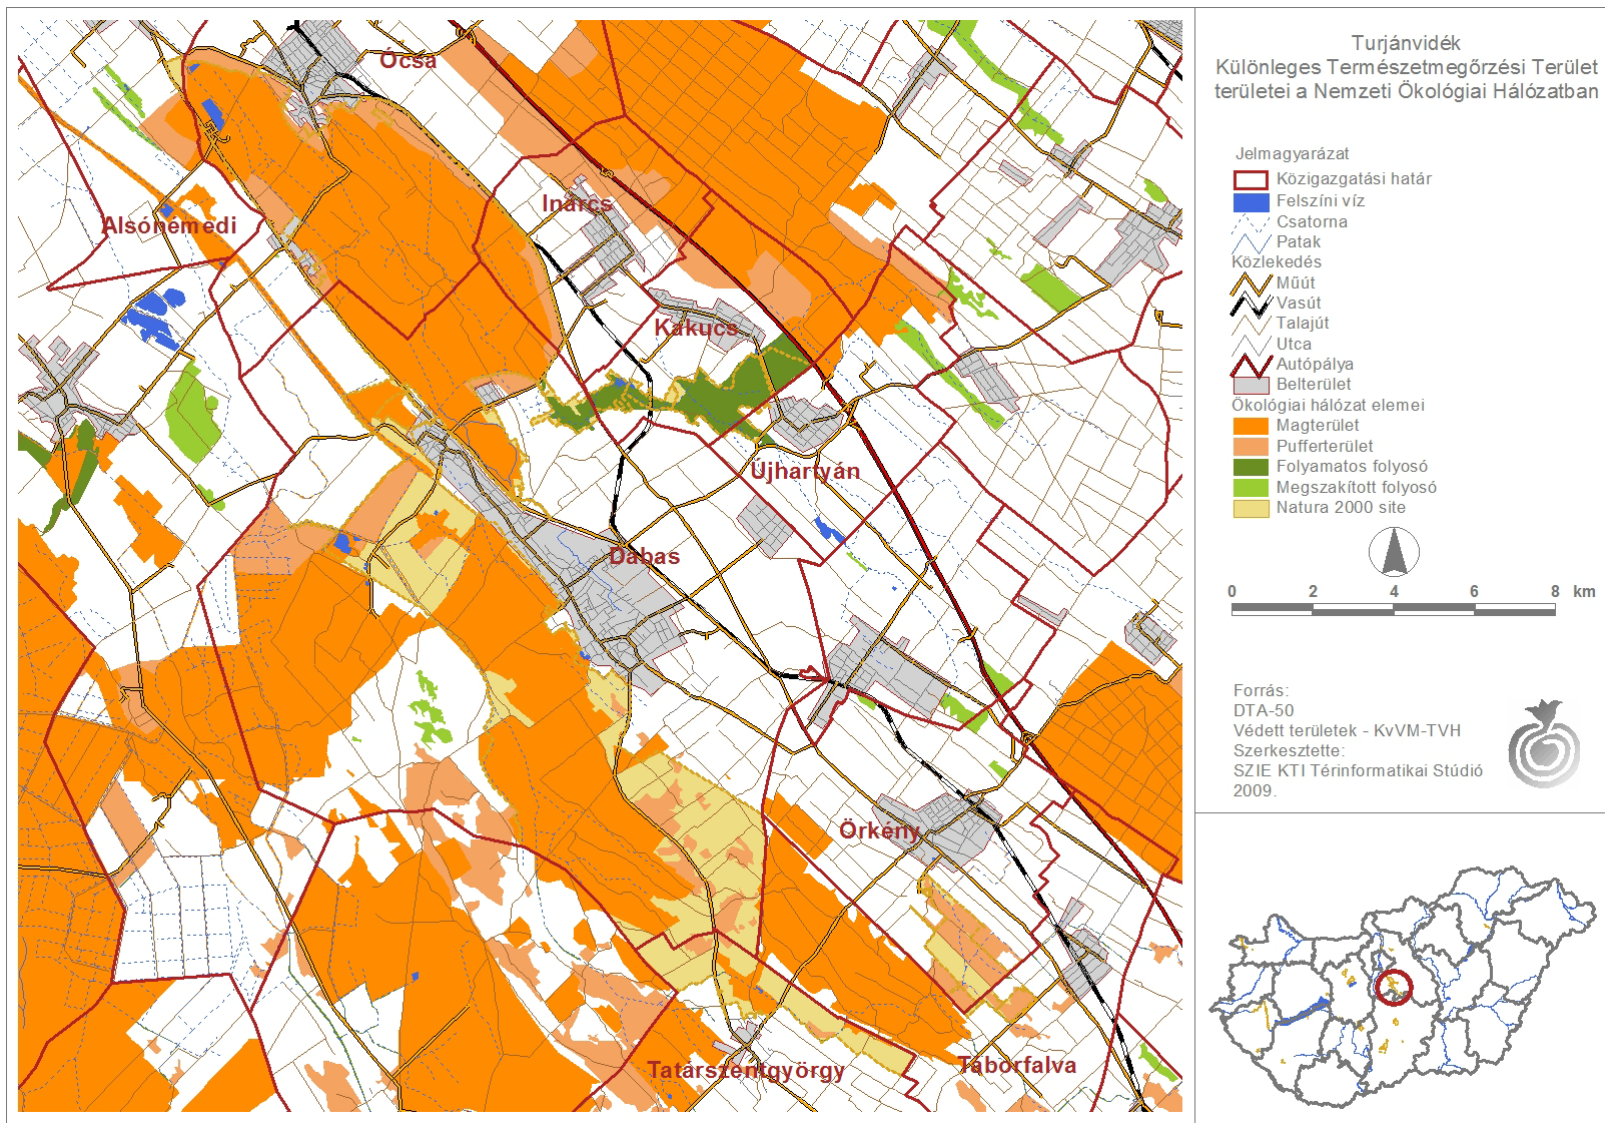 Turjánvidék
Különleges Természetmegőrzési Terület
területei a Nemzeti Ökológiai Hálózatban
Jelmagyarázat
Közigazgatási határ
Felszíni víz
Csatorna
Patak
Közlekedés
Műút
Vasút
Talajút
Utca
Autópálya
Belterület
Ökológiai hálózat elemei
Magterület
Pufferterület
Folyamatos folyosó
Megszakított folyosó
Natura 2000 site
0 2 4 6 8 km
Forrás:
DTA-50
Védett területek - KvVM-TVH
Szerkesztette:
SZIE KTI Térinformatikai Stúdió
2009.
Ócsa
Inárcs
Alsónémedi
Kakucs
Újhartyán
Dabas
Örkény
Táborfalva
Tatárszentgyörgy